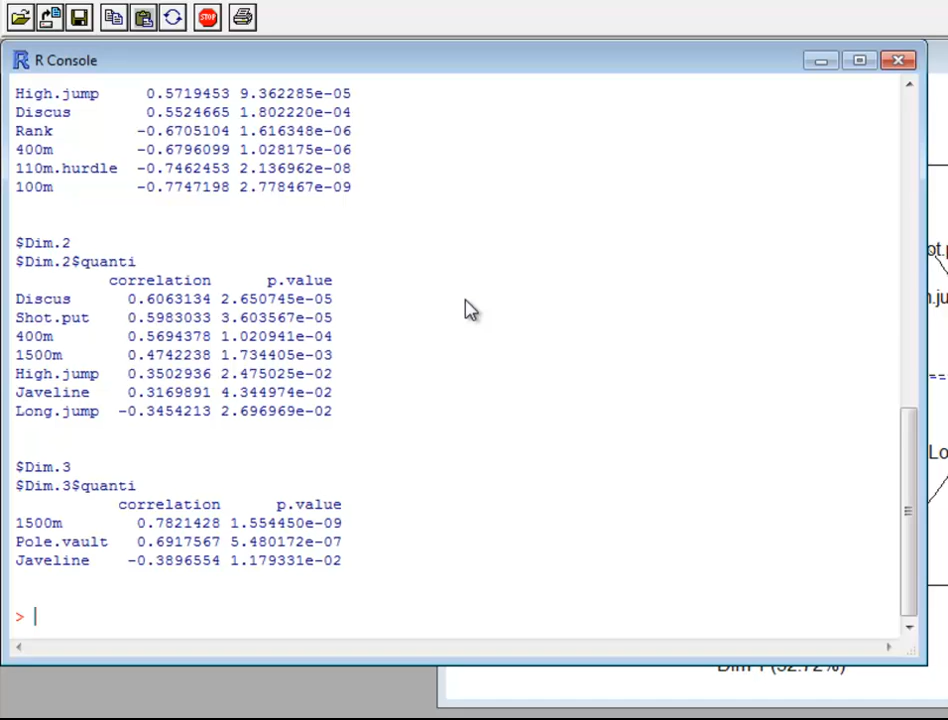 STOP
R Console
High.jump 0.5719453 9.362285e-05
Discus 0.5524665 1.802220e-04
Rank -0.6705104 1.616348e-06
400m -0.6796099 1.028175e-06
110m.hurdle -0.7462453 2.136962e-08
100m -0.7747198 2.778467e-09
$Dim.2
$Dim.2$quanti
correlation p.value
Discus 0.6063134 2.650745e-05
Shot.put 0.5983033 3.603567e-05
400m 0.5694378 1.020941e-04
1500m 0.4742238 1.734405e-03
High.jump 0.3502936 2.475025e-02
Javeline 0.3169891 4.344974e-02
Long.jump -0.3454213 2.696969e-02
$Dim.3
$Dim.3$quanti
correlation p.value
1500m 0.7821428 1.554450e-09
Pole.vault 0.6917567 5.480172e-07
Javeline -0.3896554 1.179331e-02
>
ot.p
n.ju
==
Lo